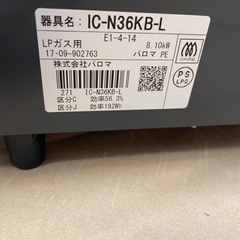 器具名: IC-N36KB-L
E1-4-14
LPガス用 8.10kW
17·09-902763 パロマ PE
株式会社パロマ
PS
LPG
271 IC-N36KB-L
区分C 効率56.3%
区分J 効率192Wh